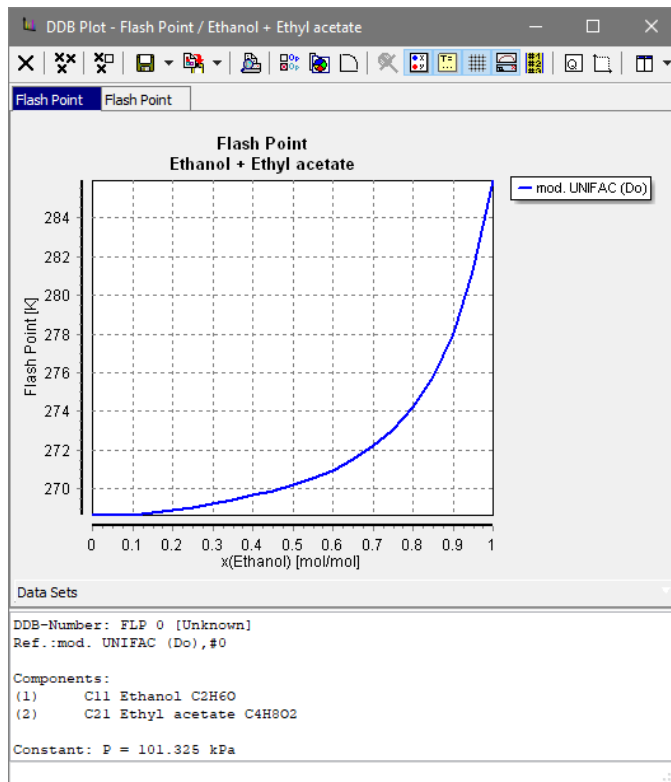 DDB Plot - Flash Point / Ethanol + Ethyl acetate
Flash Point Flash Point
Flash Point
Ethanol + Ethyl acetate
mod. UNIFAC (Do)
284
282
280
278
276
274
272
270
Flash Point [K]
0 0.1 0.2 0.3 0.4 0.5 0.6 0.7 0.8 0.9 1
x(Ethanol) [mol/mol]
Data Sets
DDB-Number: FLP 0 [Unknown]
Ref.:mod. UNIFAC (Do),#0
Components:
(1) C11 Ethanol C2H6O
(2) C21 Ethyl acetate C4H8O2
Constant: P = 101.325 kPa